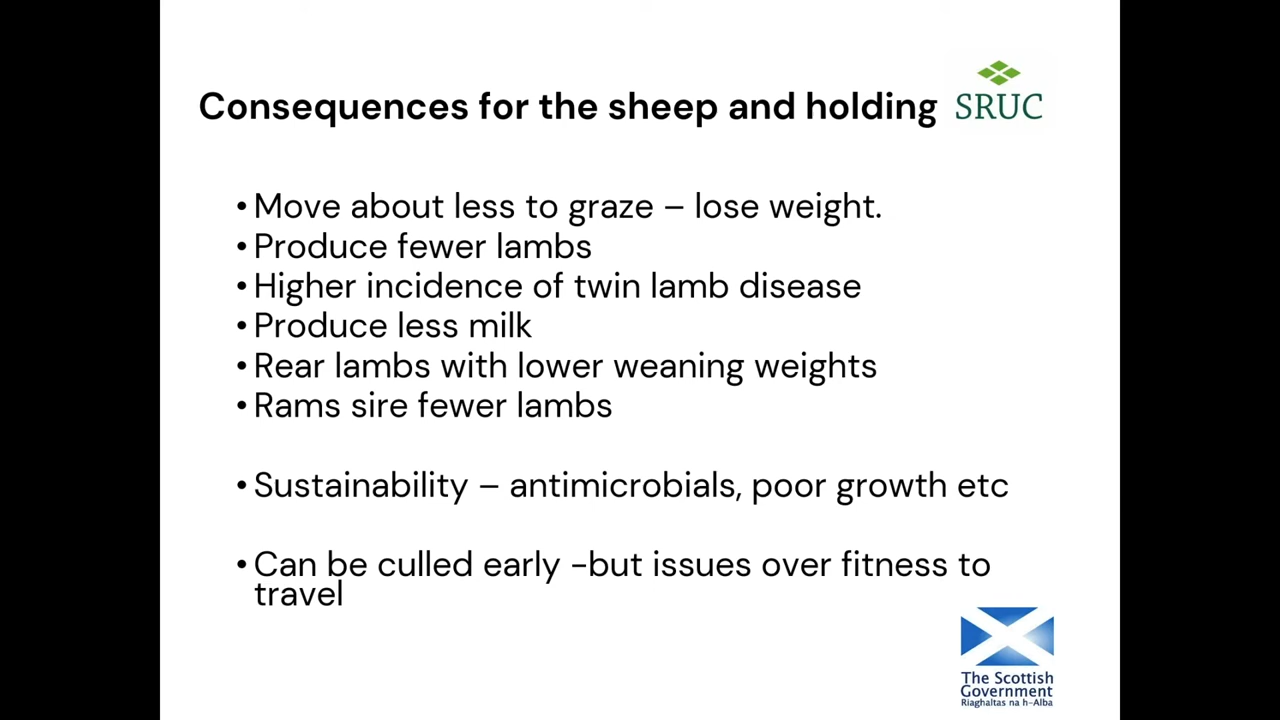 Consequences for the sheep and holding
SRUC
• Move about less to graze – lose weight.
• Produce fewer lambs
• Higher incidence of twin lamb disease
• Produce less milk
• Rear lambs with lower weaning weights
• Rams sire fewer lambs
• Sustainability – antimicrobials, poor growth etc
• Can be culled early -but issues over fitness to
travel
The Scottish
Government
Riaghaltas na h-Alba